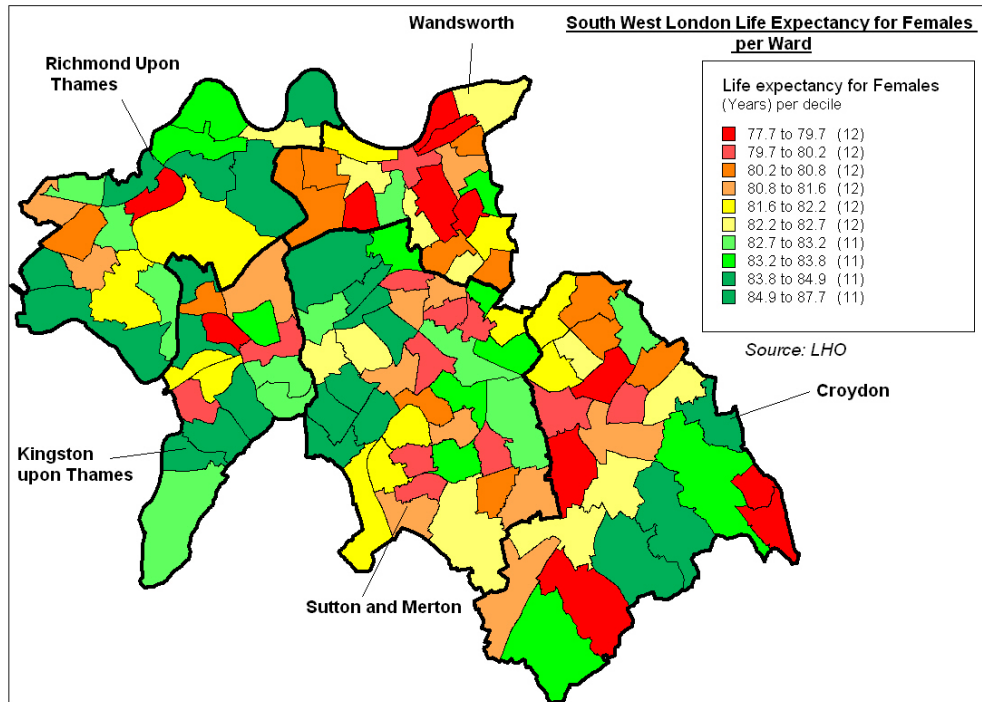 Wandsworth
South West London Life Expectancy for Females
per Ward
Richmond Upon
Thames
Life expectancy for Females
(Years) per decile
77.7 to 79.7 (12)
79.7 to 80.2 (12)
80.2 to 80.8 (12)
80.8 to 81.6 (12)
81.6 to 82.2 (12)
82.2 to 82.7 (12)
82.7 to 83.2 (11)
83.2 to 83.8 (11)
83.8 to 84.9 (11)
84.9 to 87.7 (11)
Source: LHO
Croydon
Kingston
upon Thames
Sutton and Merton